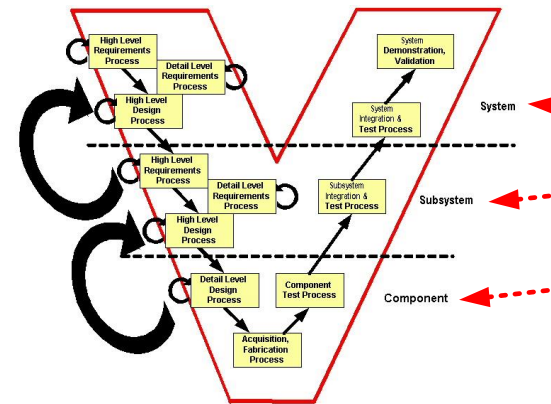 High Level
Requirements
Process
Detail Level
Requirements
Process
High Level
Design
Process
System
Demonstration,
Validation
System
Integration &
Test Process
System
High Level
Requirements
Process
Detail Level
Requirements
Process
High Level
Design
Process
Subsystem
Integration &
Test Process
Subsystem
Detail Level
Design
Process
Component
Test Process
Component
Acquisition,
Fabrication
Process